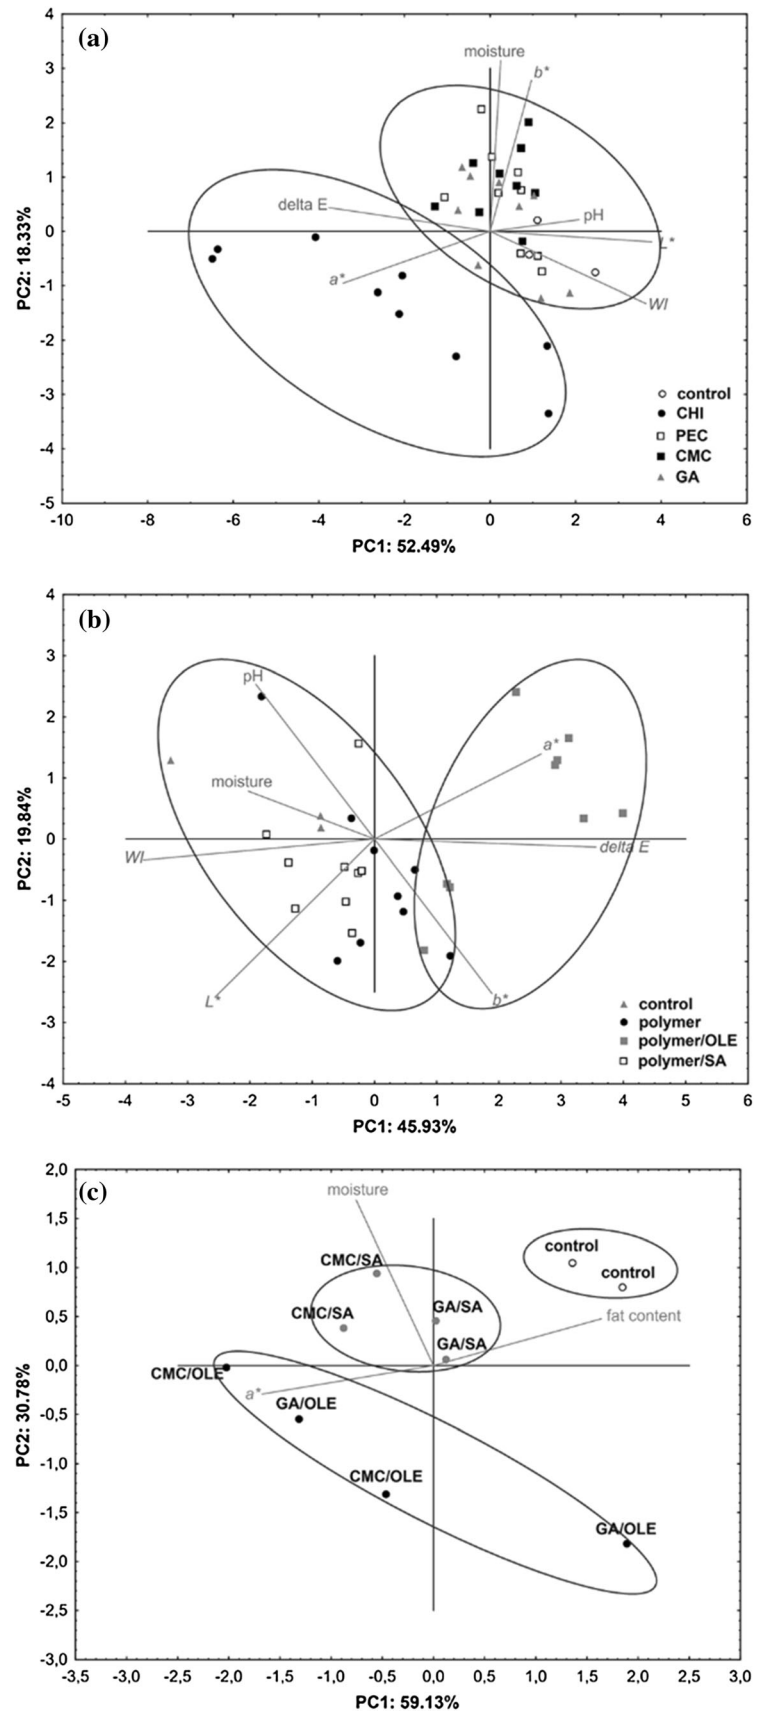 (a)
4
3
2
1
0
-1
-2
-3
-4
-5
PC2: 18.33%
moisture
b*
delta E
pH
L*
a*
WI
control
CHI
PEC
CMC
GA
-10 -8 -6 -4 -2 0 2 4 6
PC1: 52.49%
(b)
4
3
2
1
0
-1
-2
-3
-4
PC2: 19.84%
pH
a*
moisture
WI
delta E
L*
b*
control
polymer
polymer/OLE
polymer/SA
-5 -4 -3 -2 -1 0 1 2 3 4 5 6
PC1: 45.93%
(c)
2,0
1,5
1,0
0,5
0,0
-0,5
-1,0
-1,5
-2,0
-2,5
-3,0
PC2: 30.78%
moisture
control
CMC/SA
control
CMC/SA
GA/SA
fat content
GA/SA
CMC/OLE
a*
GA/OLE
CMC/OLE
GA/OLE
-3,5 -3,0 -2,5 -2,0 -1,5 -1,0 -0,5 0,0 0,5 1,0 1,5 2,0 2,5 3,0
PC1: 59.13%